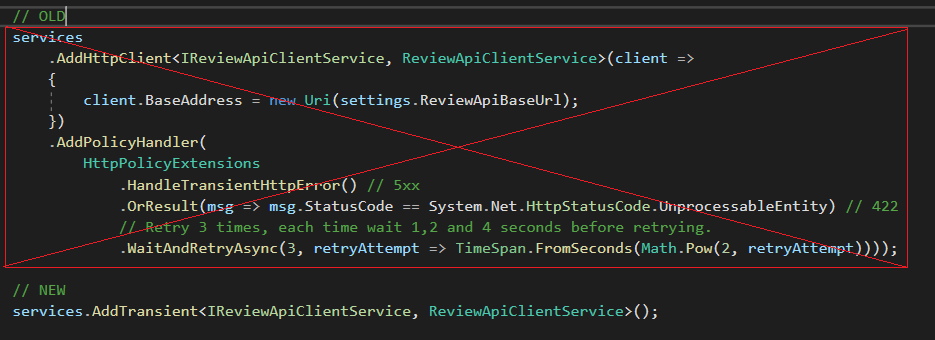 // OLD
services
.AddHttpClient<IReviewApiClientService, ReviewApiClientService>(client =>
{
client.BaseAddress = new Uri(settings.ReviewApiBaseUrl);
})
.AddPolicyHandler(
HttpPolicyExtensions
.HandleTransientHttpError() // 5xx
.OrResult(msg => msg.StatusCode == System.Net.HttpStatusCode.UnprocessableEntity) // 422
// Retry 3 times, each time wait 1,2 and 4 seconds before retrying.
.WaitAndRetryAsync(3, retryAttempt => TimeSpan.FromSeconds(Math.Pow(2, retryAttempt))));
// NEW
services.AddTransient<IReviewApiClientService, ReviewApiClientService>();